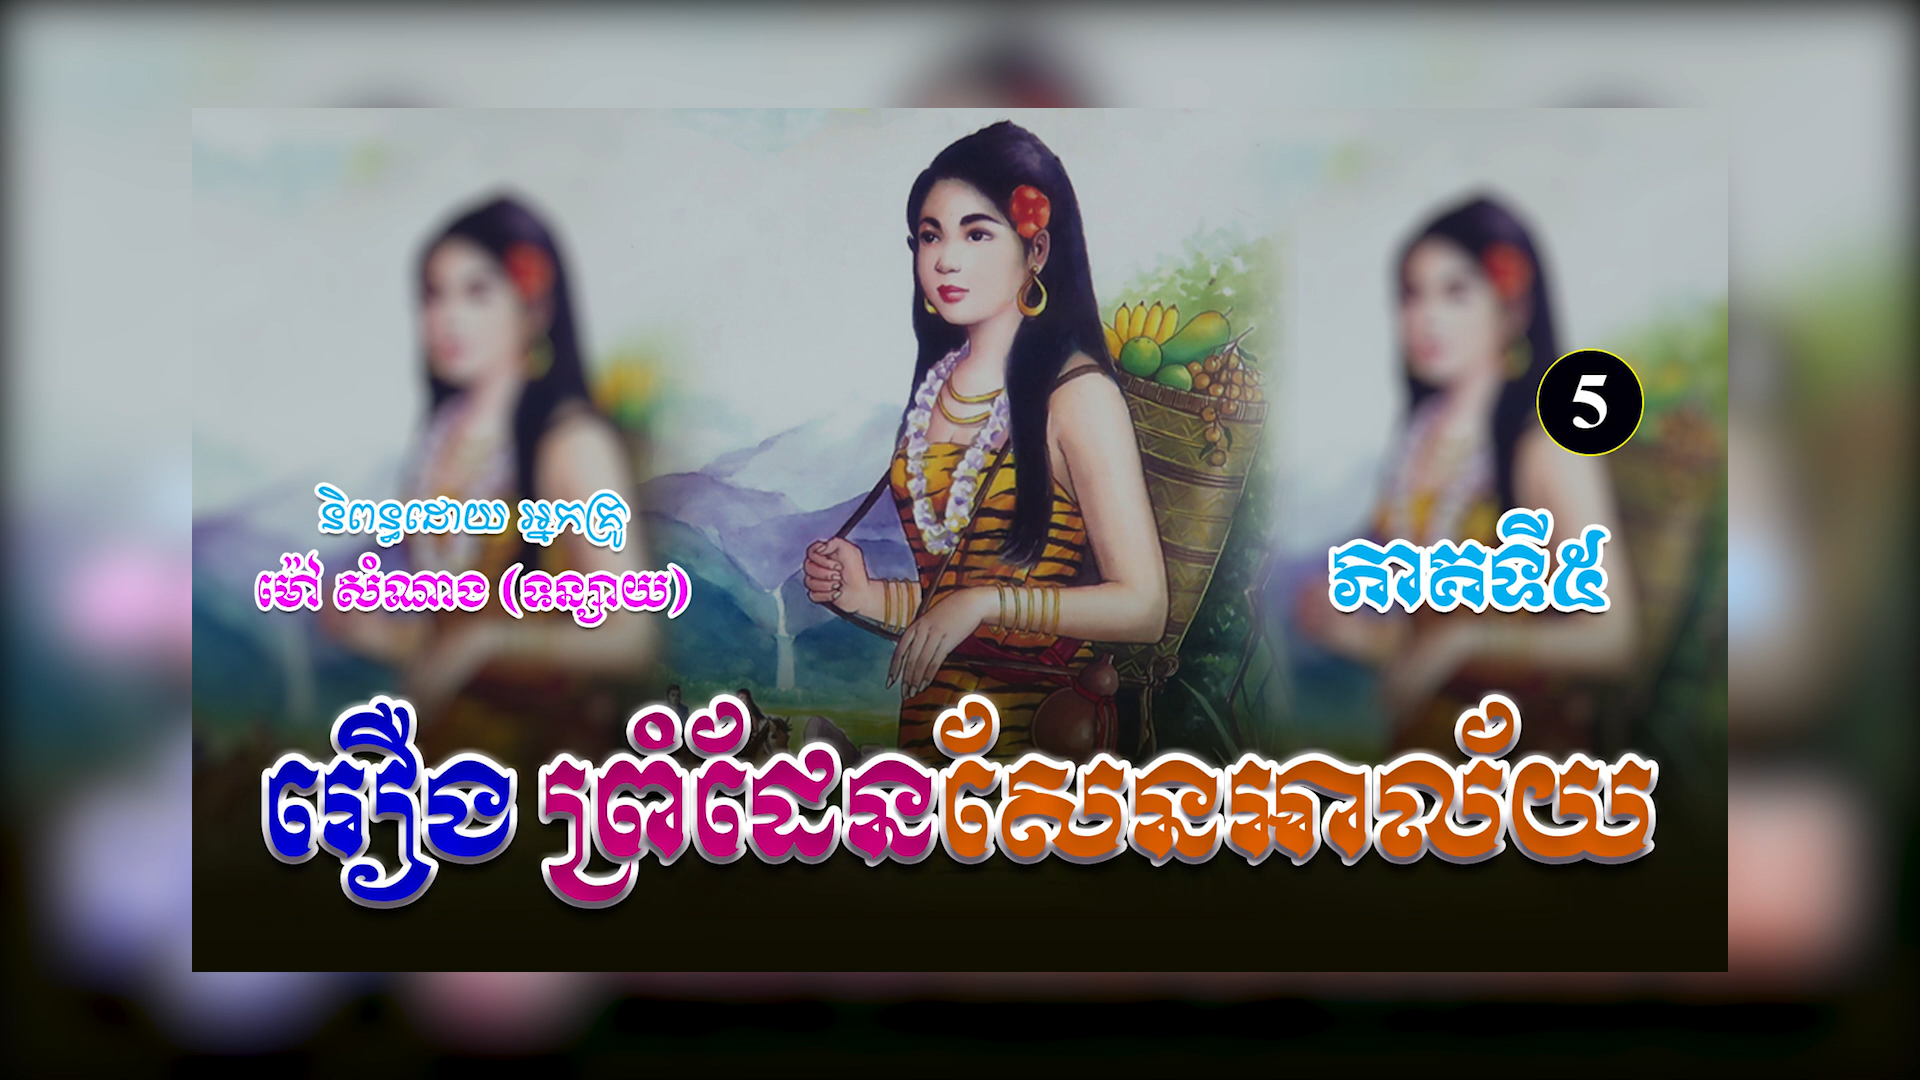 5
និពន្ធដោយ អ្នកគ្រូ
ម៉ៅ សំណាង (ទន្សាយ)
ភាគទី៥
រឿង ព្រំដែនសែនអាល័យ